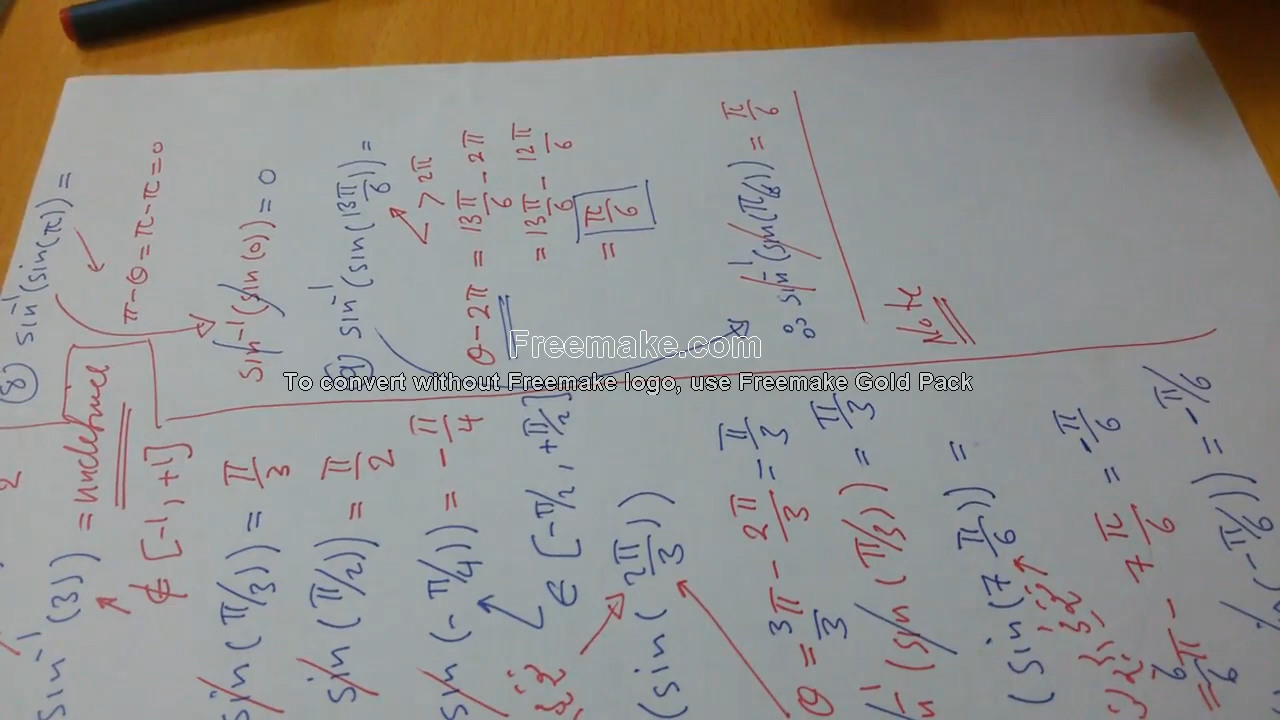 8) sin⁻¹(sin(π)) =
π-θ = π-π = 0
sin⁻¹(sin(0)) = 0
9) sin⁻¹(sin(13π/6)) =
> 2π
θ-2π = 13π/6 - 2π
= 13π/6 - 12π/6
= π/6
∴ sin⁻¹(sin(π/6)) = π/6
2
sin⁻¹(3)) = undefined
∉ [-1, +1]
sin(π/3)) = π/3
sin(π/2)) = π/2
sin(-π/4)) = -π/4
∈ [-π/2, +π/2]
(sin(2π/3))
θ = 3π/3 - 2π/3 = π/3
(sin(π/3)) = π/3
(sin(7π/6)) =
= 6π/6 - 7π/6 = -π/6
(-π/6)) = -π/6
Freemake.com
To convert without Freemake logo, use Freemake Gold Pack